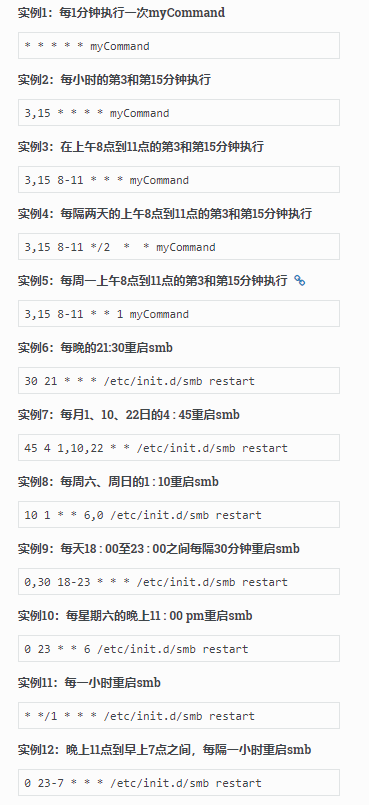 实例1：每1分钟执行一次myCommand
* * * * * myCommand
实例2：每小时的第3和第15分钟执行
3,15 * * * * myCommand
实例3：在上午8点到11点的第3和第15分钟执行
3,15 8-11 * * * myCommand
实例4：每隔两天的上午8点到11点的第3和第15分钟执行
3,15 8-11 */2  *  * myCommand
实例5：每周一上午8点到11点的第3和第15分钟执行
3,15 8-11 * * 1 myCommand
实例6：每晚的21:30重启smb
30 21 * * * /etc/init.d/smb restart
实例7：每月1、10、22日的4 : 45重启smb
45 4 1,10,22 * * /etc/init.d/smb restart
实例8：每周六、周日的1 : 10重启smb
10 1 * * 6,0 /etc/init.d/smb restart
实例9：每天18 : 00至23 : 00之间每隔30分钟重启smb
0,30 18-23 * * * /etc/init.d/smb restart
实例10：每星期六的晚上11 : 00 pm重启smb
0 23 * * 6 /etc/init.d/smb restart
实例11：每一小时重启smb
* */1 * * * /etc/init.d/smb restart
实例12：晚上11点到早上7点之间，每隔一小时重启smb
0 23-7 * * * /etc/init.d/smb restart